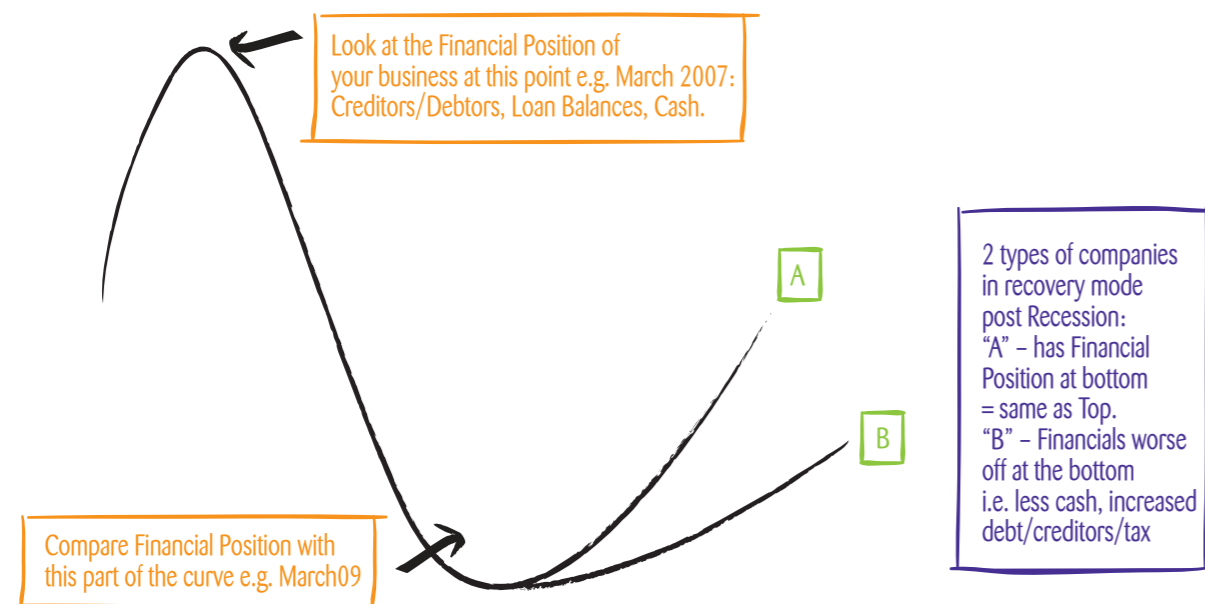 Look at the Financial Position of
your business at this point e.g. March 2007:
Creditors/Debtors, Loan Balances, Cash.
A
B
2 types of companies
in recovery mode
post Recession:
“A” – has Financial
Position at bottom
= same as Top.
“B” – Financials worse
off at the bottom
i.e. less cash, increased
debt/creditors/tax
Compare Financial Position with
this part of the curve e.g. March09